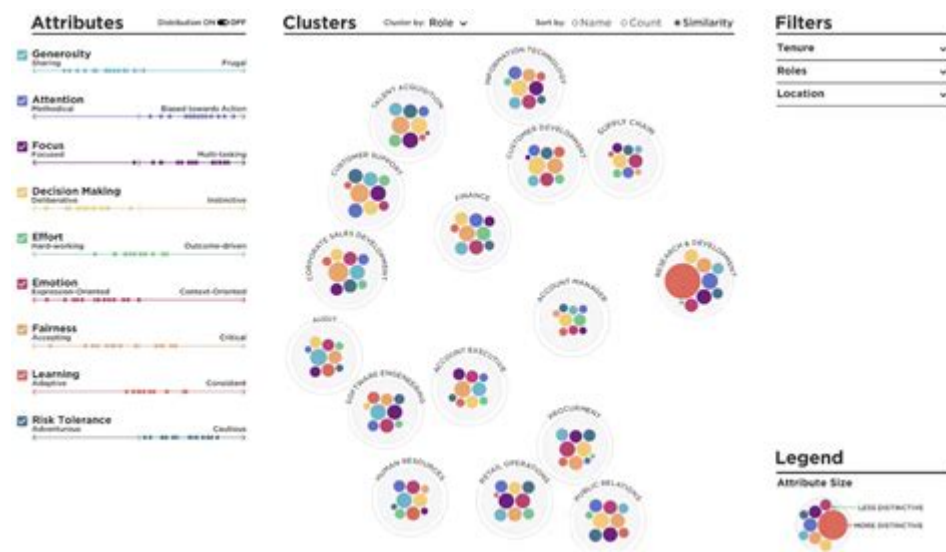 Attributes
Distribution ON OFF
Generosity
Sharing Frugal
Attention
Methodical Biased towards Action
Focus
Focused Multi-tasking
Decision Making
Deliberative Instinctive
Effort
Hard-working Outcome-driven
Emotion
Expression-Oriented Context-Oriented
Fairness
Accepting Critical
Learning
Adaptive Consistent
Risk Tolerance
Adventurous Cautious
Clusters
Cluster by: Role
Sort by: Name Count Similarity
INFORMATION TECHNOLOGY
TALENT ACQUISITION
CUSTOMER DEVELOPMENT
SUPPLY CHAIN
CUSTOMER SUPPORT
FINANCE
CORPORATE SALES DEVELOPMENT
RESEARCH & DEVELOPMENT
ACCOUNT MANAGER
AUDIT
ACCOUNT EXECUTIVE
SOFTWARE ENGINEERING
PROCURMENT
HUMAN RESOURCES
RETAIL OPERATIONS
PUBLIC RELATIONS
Filters
Tenure
Roles
Location
Legend
Attribute Size
LESS DISTINCTIVE
MORE DISTINCTIVE